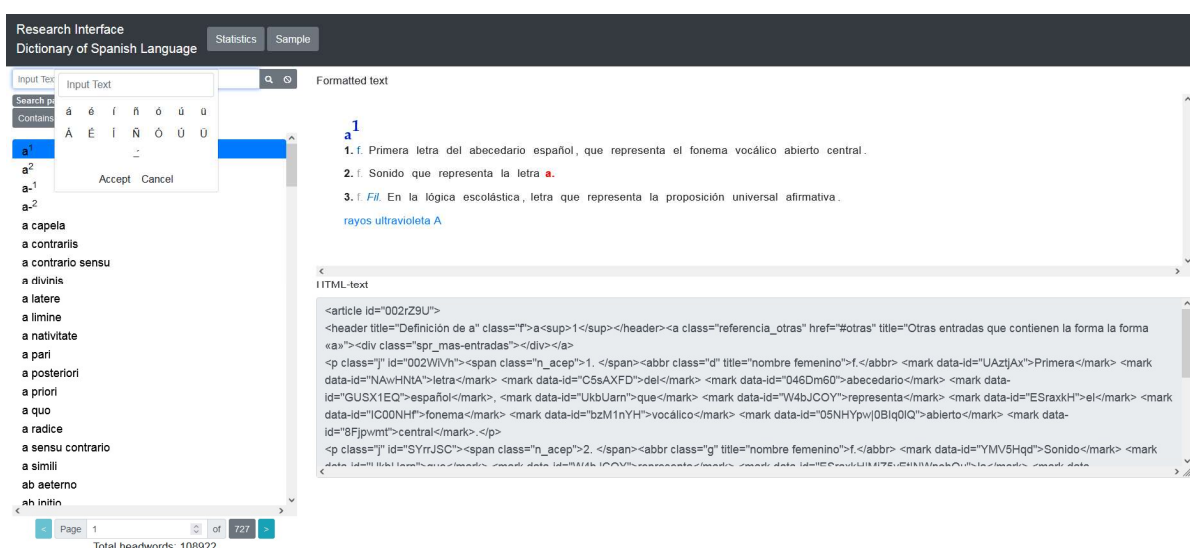 Research Interface
Dictionary of Spanish Language
Statistics
Sample
Input Tex
Input Text
Search pa
Contains
á é í ñ ó ú ü
Á É Í Ñ Ó Ú Ü
Accept Cancel
a¹
a²
a-¹
a-²
a capela
a contrariis
a contrario sensu
a divinis
a latere
a limine
a nativitate
a pari
a posteriori
a priori
a quo
a radice
a sensu contrario
a simili
ab aeterno
ab initio
< Page 1 of 727 >
Total headwords: 108922
Formatted text
a¹
1. f. Primera letra del abecedario español, que representa el fonema vocálico abierto central.
2. f. Sonido que representa la letra a.
3. f. Fil. En la lógica escolástica, letra que representa la proposición universal afirmativa.
rayos ultravioleta A
HTML-text
<article id="002rZ9U">
<header title="Definición de a" class="f">a<sup>1</sup></header><a class="referencia_otras" href="#otras" title="Otras entradas que contienen la forma la forma
«a»"><div class="spr_mas-entradas"></div></a>
<p class="j" id="002WiVh"><span class="n_acep">1. </span><abbr class="d" title="nombre femenino">f.</abbr> <mark data-id="UAztjAx">Primera</mark> <mark
data-id="NAwHNtA">letra</mark> <mark data-id="C5sAXFD">del</mark> <mark data-id="046Dm60">abecedario</mark> <mark data-
id="GUSX1EQ">español</mark>, <mark data-id="UkbUarn">que</mark> <mark data-id="W4bJCOY">representa</mark> <mark data-id="ESraxkH">el</mark> <mark
data-id="IC00NHf">fonema</mark> <mark data-id="bzM1nYH">vocálico</mark> <mark data-id="05NHYpw|0BIq0IQ">abierto</mark> <mark data-
id="8Fjpwmt">central</mark>.</p>
<p class="j" id="SYrrJSC"><span class="n_acep">2. </span><abbr class="g" title="nombre femenino">f.</abbr> <mark data-id="YMV5Hqd">Sonido</mark> <mark